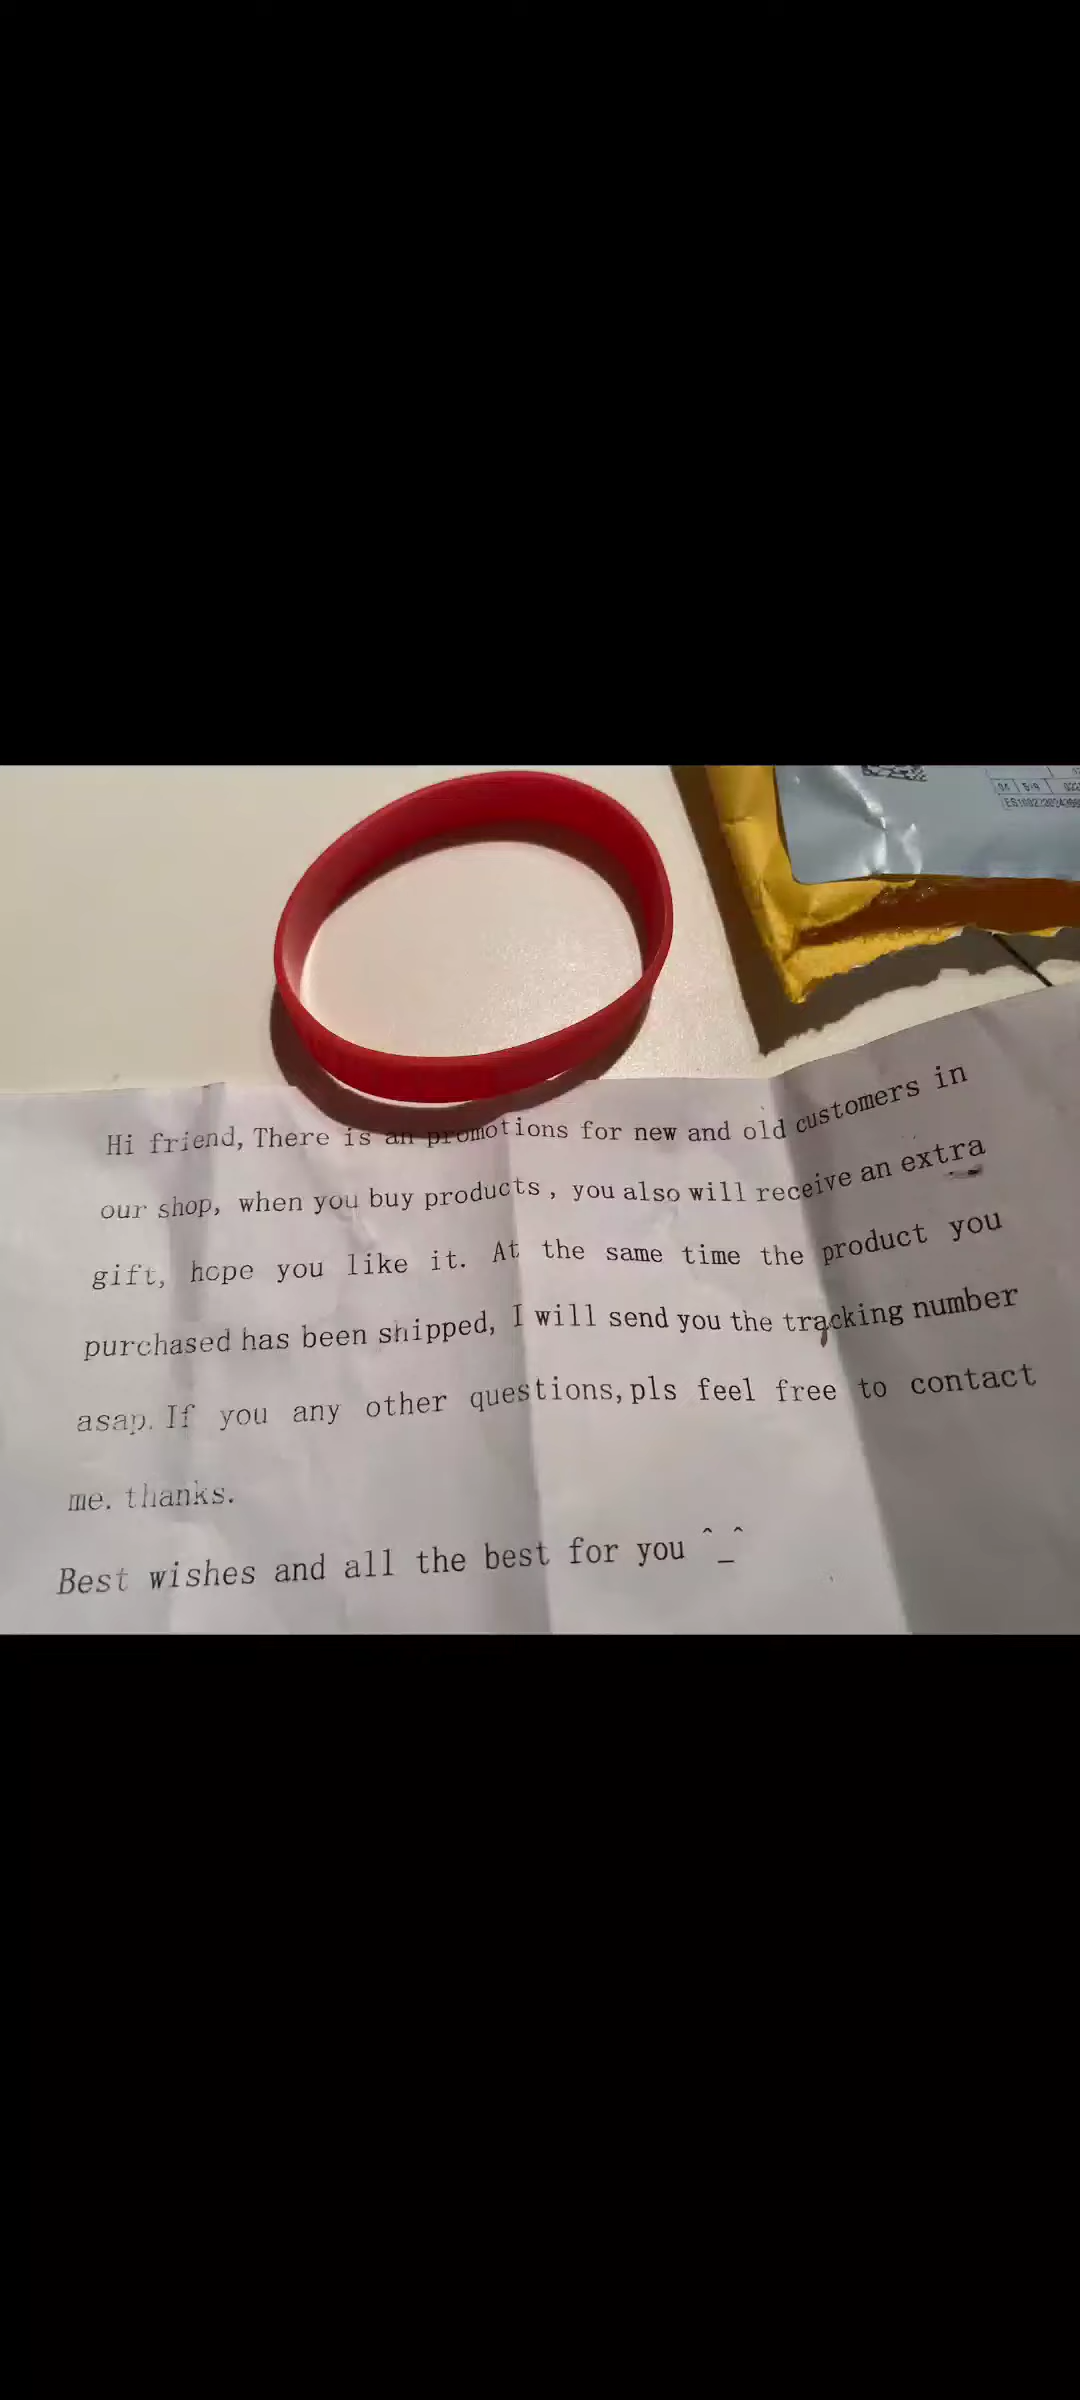 Hi friend, There is an promotions for new and old customers in
our shop, when you buy products, you also will receive an extra
gift, hope you like it. At the same time the product you
purchased has been shipped, I will send you the tracking number
asap. If you any other questions, pls feel free to contact
me. thanks.
Best wishes and all the best for you ^_^